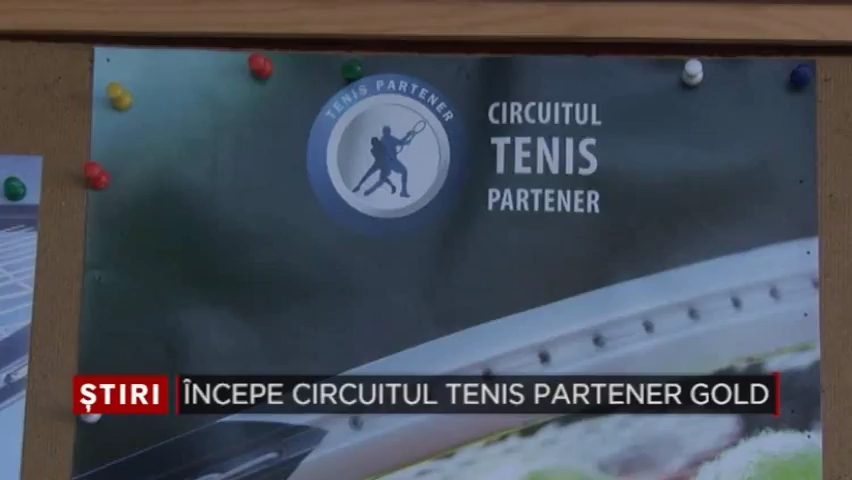 TENIS PARTENER
CIRCUITUL
TENIS
PARTENER
ȘTIRI
ÎNCEPE CIRCUITUL TENIS PARTENER GOLD